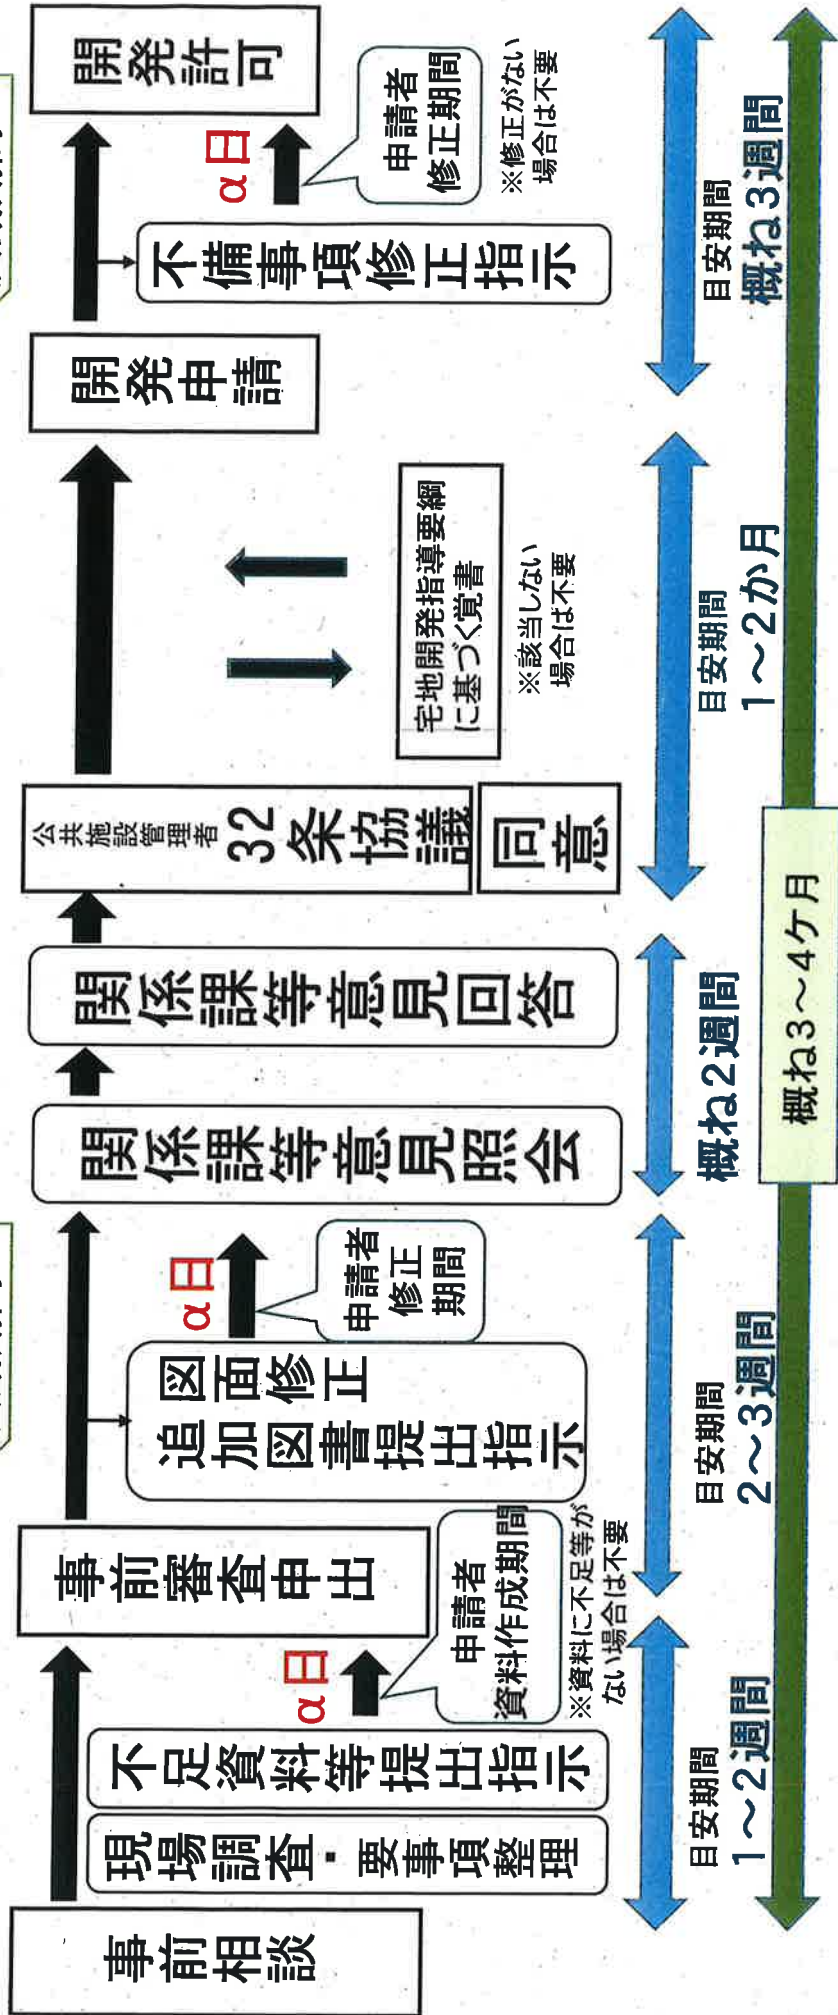 事前相談
現場調査・要事項整理
不足資料等提出指示
α日
申請者
資料作成期間
※資料に不足等が
ない場合は不要
事前審査申出
図面修正
追加図書提出指示
α日
申請者
修正
期間
関係課等意見照会
関係課等意見回答
公共施設管理者
32条協議
同意
宅地開発指導要綱
に基づく覚書
※該当しない
場合は不要
開発申請
不備事項修正指示
α日
申請者
修正期間
※修正がない
場合は不要
開発許可
目安期間
1～2週間
目安期間
2～3週間
概ね2週間
目安期間
1～2か月
目安期間
概ね3週間
概ね3～4ケ月